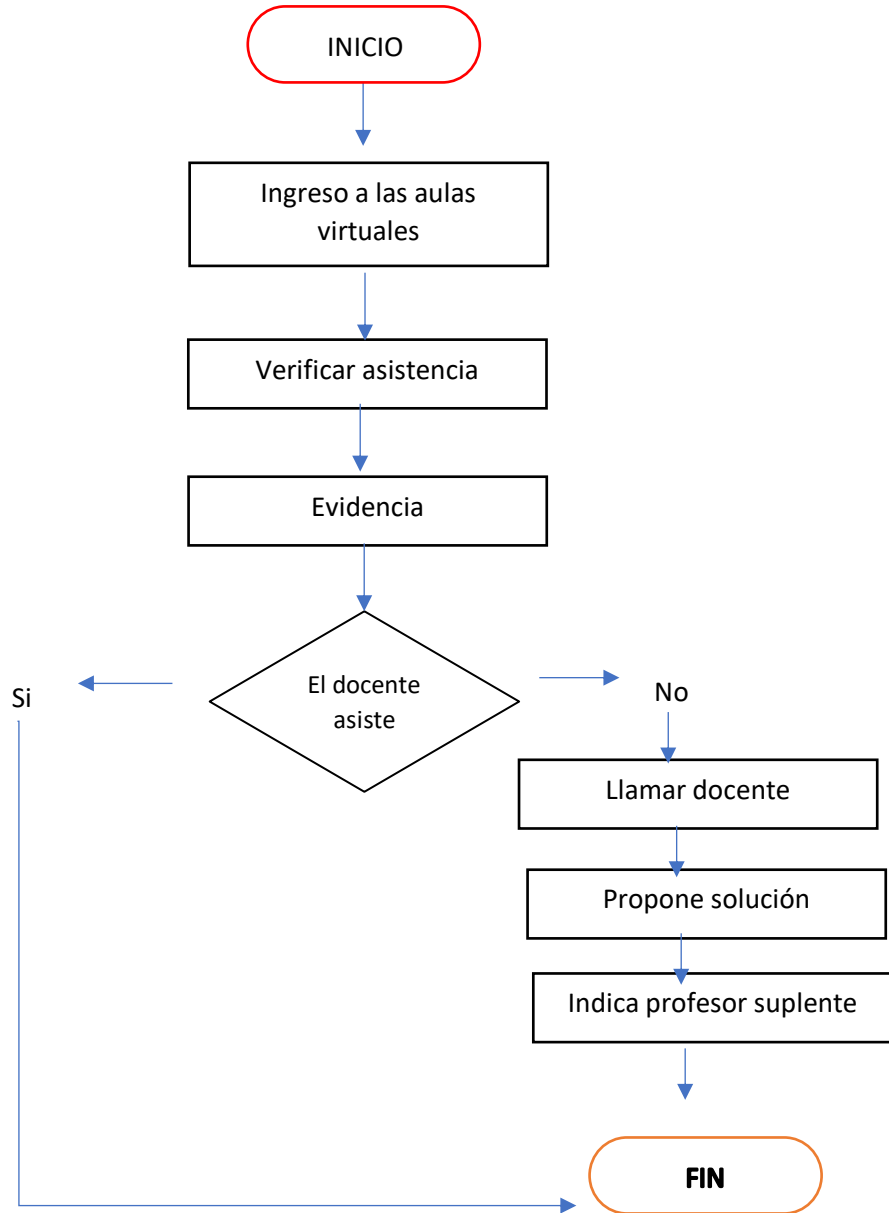 INICIO
Ingreso a las aulas
virtuales
Verificar asistencia
Evidencia
El docente
asiste
Si
No
Llamar docente
Propone solución
Indica profesor suplente
FIN